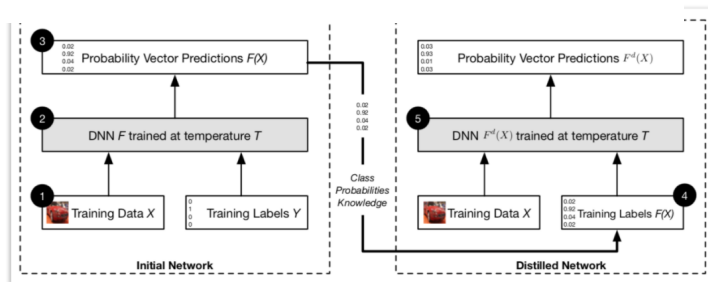 3
0.02
0.92
0.04
0.02
Probability Vector Predictions F(X)
2
DNN F trained at temperature T
1
Training Data X
0
1
0
0
Training Labels Y
Initial Network
0.02
0.92
0.04
0.02
Class
Probabilities
Knowledge
0.03
0.93
0.01
0.03
Probability Vector Predictions F^d(X)
5
DNN F^d(X) trained at temperature T
Training Data X
4
0.02
0.92
0.04
0.02
Training Labels F(X)
Distilled Network